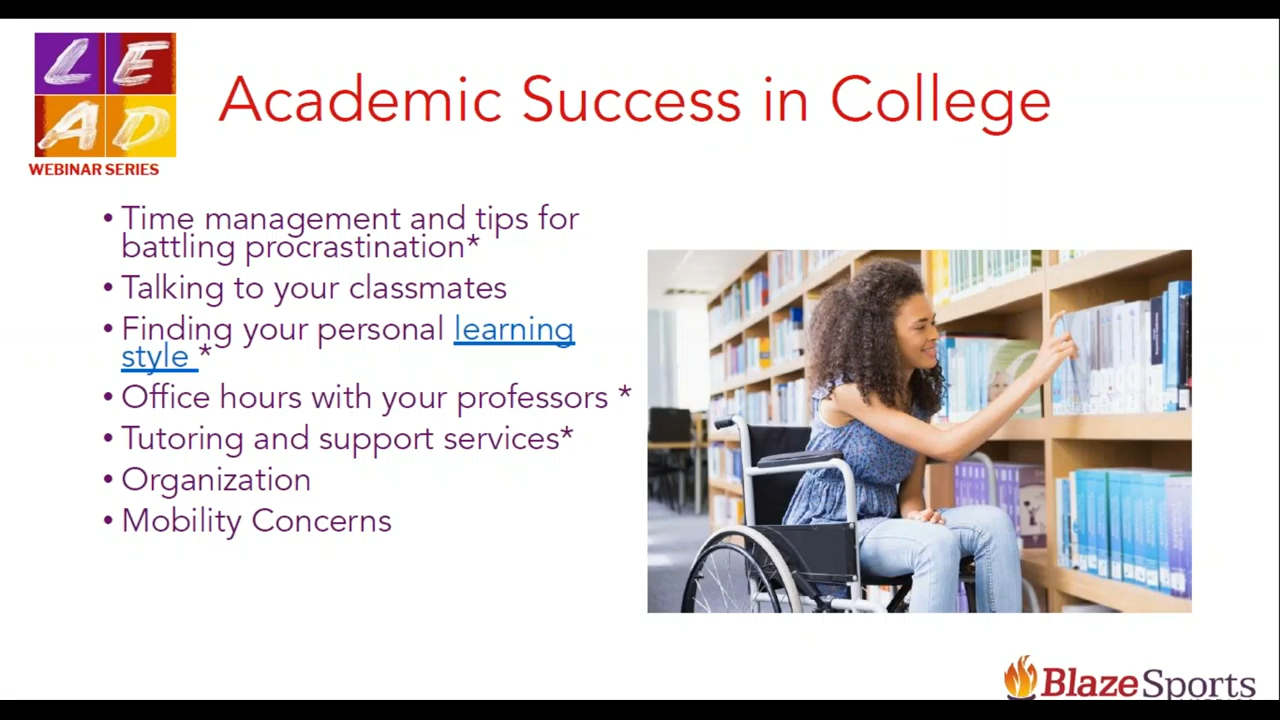 L E
A D
WEBINAR SERIES
Academic Success in College
• Time management and tips for
battling procrastination*
• Talking to your classmates
• Finding your personal learning
style *
• Office hours with your professors *
• Tutoring and support services*
• Organization
• Mobility Concerns
BlazeSports